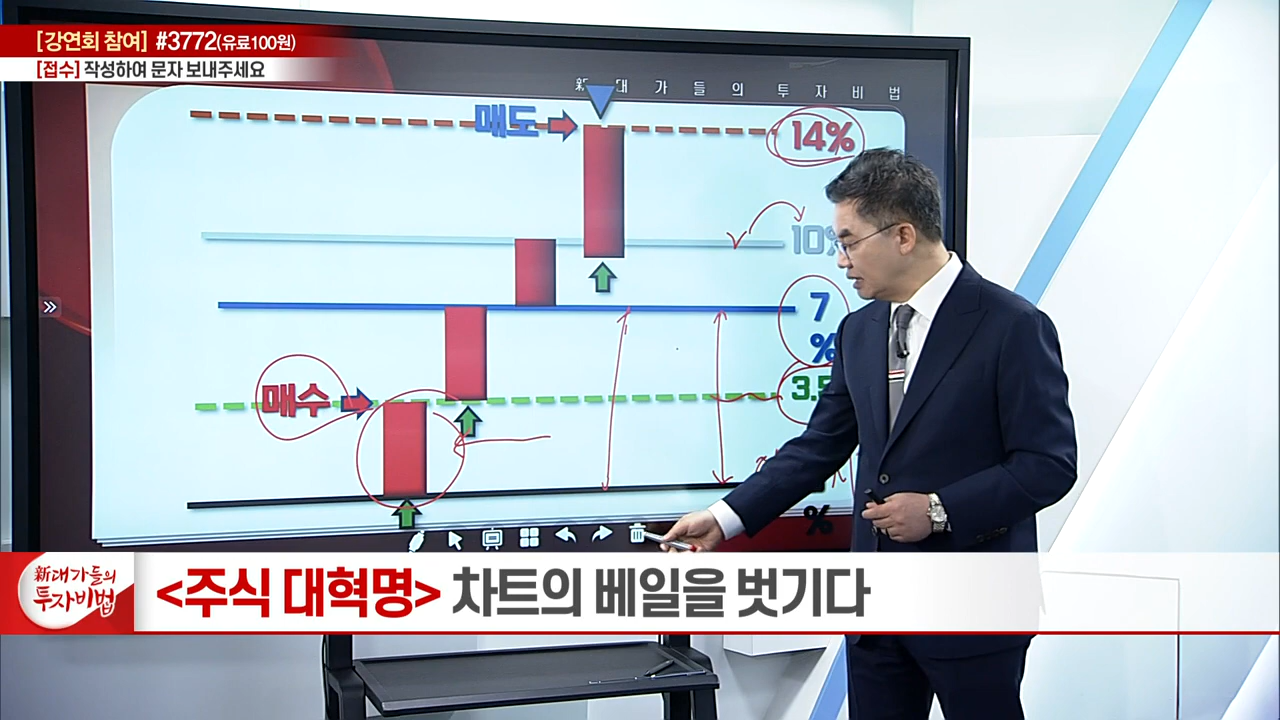 [강연회 참여] #3772(유료100원)
[접수] 작성하여 문자 보내주세요
新 대가들의 투자비법
매도
14%
10%
7
%
매수
3.5
%
新대가들의
투자비법
<주식 대혁명> 차트의 베일을 벗기다